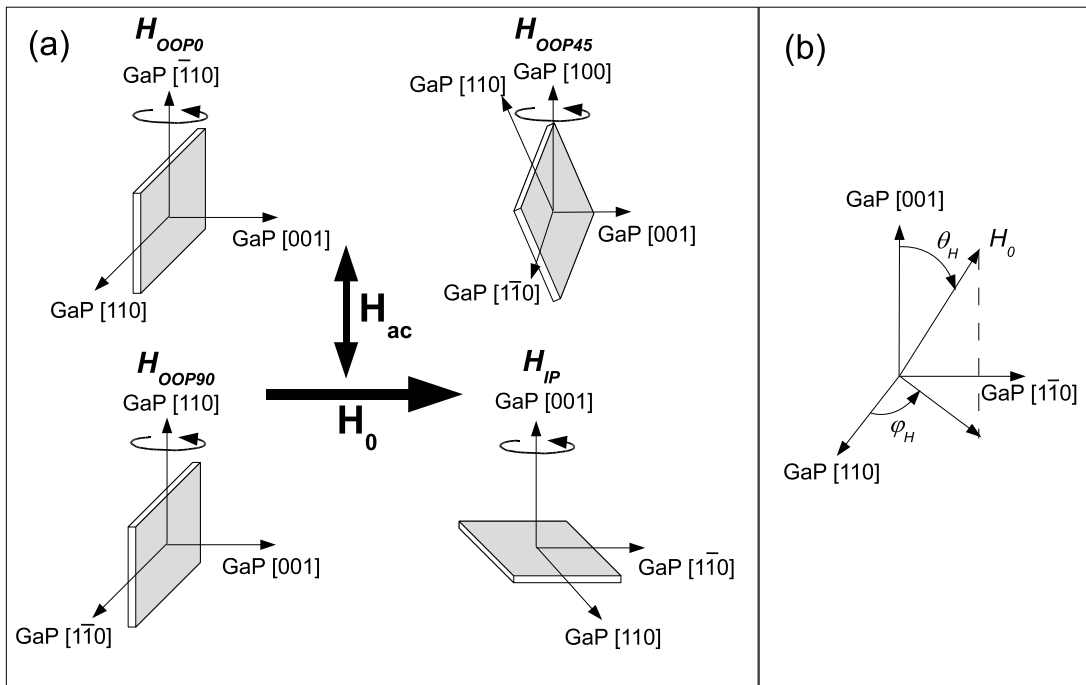 (a)
H_OOP0
GaP [1̅10]
GaP [001]
GaP [110]
H_OOP45
GaP [100]
GaP [110]
GaP [001]
GaP [11̅0]
H_ac
H_0
H_OOP90
GaP [110]
GaP [001]
GaP [11̅0]
H_IP
GaP [001]
GaP [11̅0]
GaP [110]
(b)
GaP [001]
θ_H
H_0
GaP [11̅0]
φ_H
GaP [110]